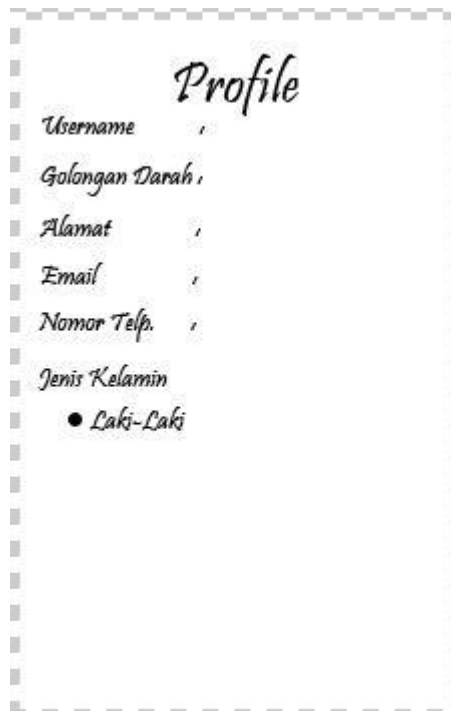 Profile
Username :
Golongan Darah :
Alamat :
Email :
Nomor Telp. :
Jenis Kelamin
● Laki-Laki